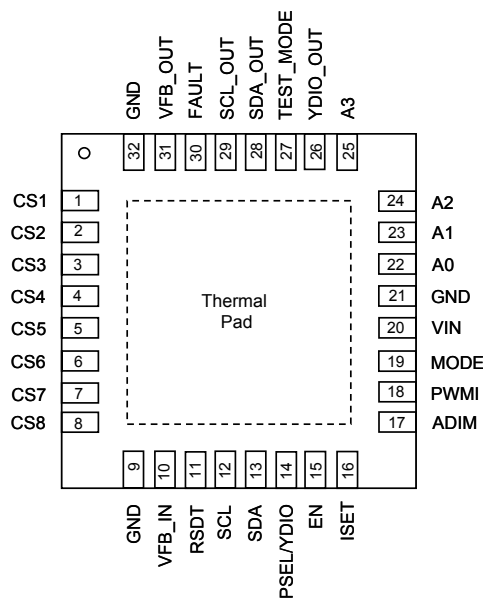 GND
VFB_OUT
FAULT
SCL_OUT
SDA_OUT
TEST_MODE
YDIO_OUT
A3
32
31
30
29
28
27
26
25
CS1 1
CS2 2
CS3 3
CS4 4
CS5 5
CS6 6
CS7 7
CS8 8
Thermal
Pad
24 A2
23 A1
22 A0
21 GND
20 VIN
19 MODE
18 PWMI
17 ADIM
9
10
11
12
13
14
15
16
GND
VFB_IN
RSDT
SCL
SDA
PSEL/YDIO
EN
ISET